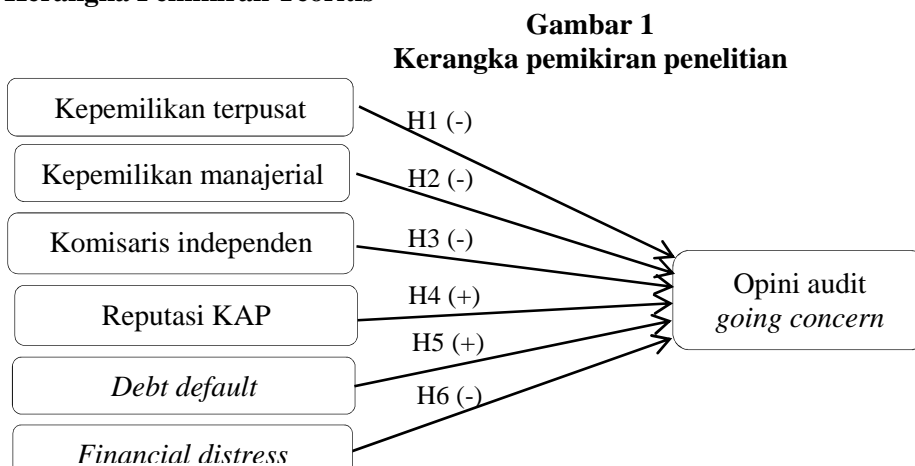 Kerangka Pemikiran Teoritis
Gambar 1
Kerangka pemikiran penelitian
Kepemilikan terpusat
H1 (-)
Kepemilikan manajerial
H2 (-)
Komisaris independen
H3 (-)
Reputasi KAP
H4 (+)
Debt default
H5 (+)
Financial distress
H6 (-)
Opini audit
going concern